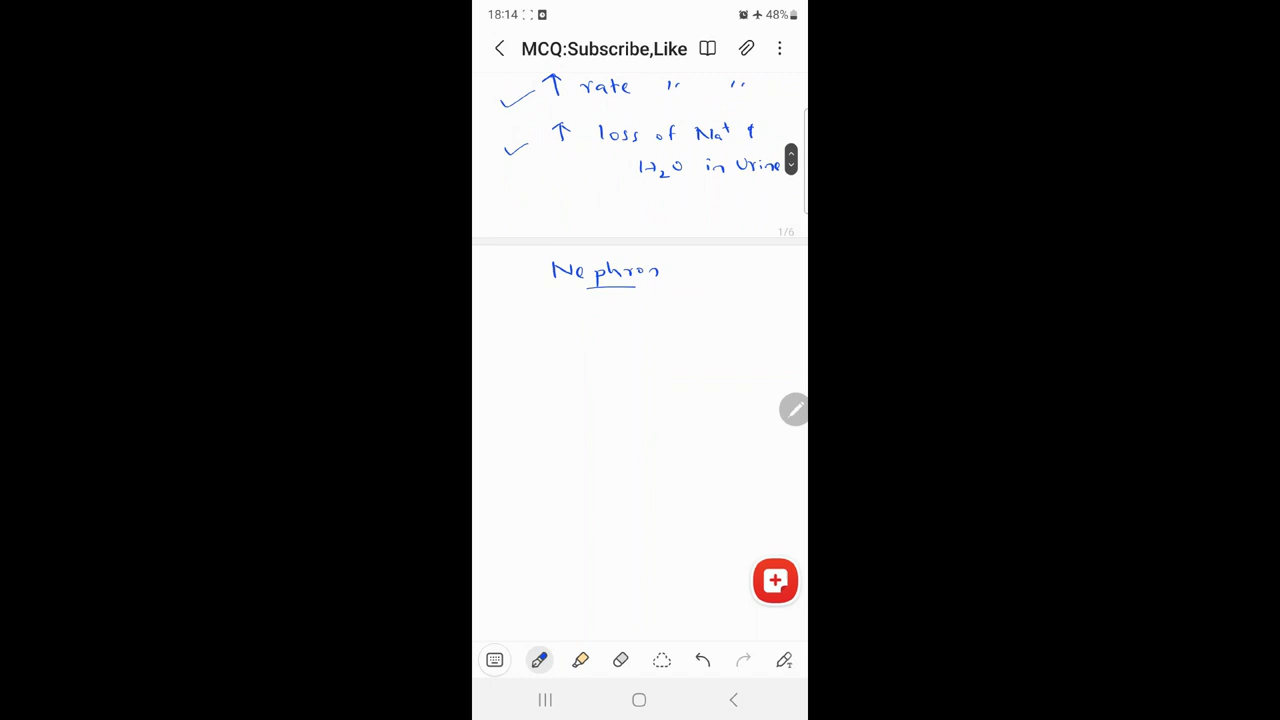 18:14 48%
MCQ:Subscribe,Like
↑ rate " "
↑ loss of Na+ &
H2O in Urine
1/6
Nephron